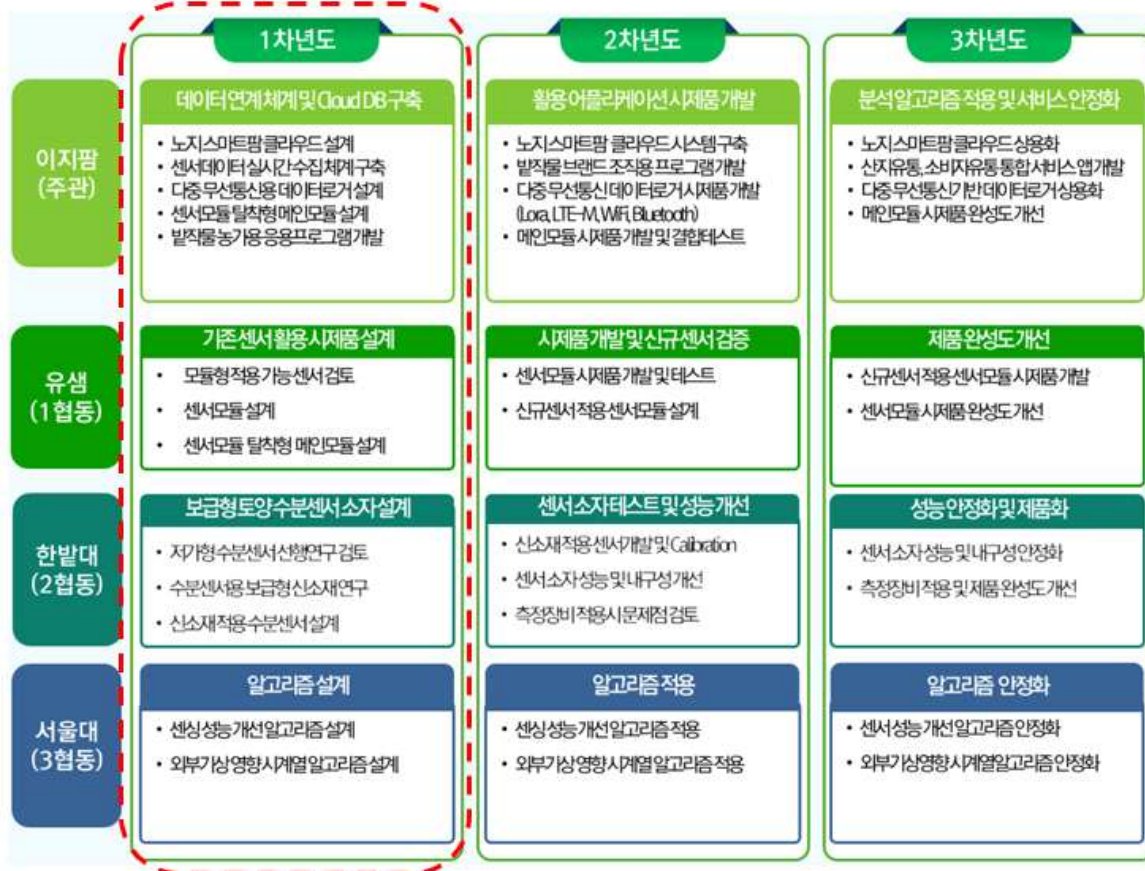 1차년도
2차년도
3차년도
이지팜
(주관)
데이터 연계 체계 및 Cloud DB 구축
• 노지 스마트팜 클라우드 설계
• 센서데이터 실시간 수집 체계 구축
• 다중 무선통신용 데이터로거 설계
• 센서모듈 탈착형 메인모듈 설계
• 밭작물 농가용 응용프로그램 개발
활용 어플리케이션 시제품 개발
• 노지 스마트팜 클라우드 시스템 구축
• 밭작물 브랜드 조직용 프로그램 개발
• 다중 무선통신 데이터로거 시제품 개발
(Lora, LTE-M, WiFi, Bluetooth)
• 메인모듈 시제품 개발 및 결합 테스트
분석 알고리즘 적용 및 서비스 안정화
• 노지 스마트팜 클라우드 상용화
• 산지유통, 소비자유통 통합 서비스 앱 개발
• 다중 무선통신 기반 데이터로거 상용화
• 메인모듈 시제품 완성도 개선
유샘
(1협동)
기존 센서 활용 시제품 설계
• 모듈형 적용 가능 센서 검토
• 센서모듈 설계
• 센서모듈 탈착형 메인모듈 설계
시제품 개발 및 신규 센서 검증
• 센서모듈 시제품 개발 및 테스트
• 신규센서 적용 센서모듈 설계
제품 완성도 개선
• 신규센서 적용 센서모듈 시제품 개발
• 센서모듈 시제품 완성도 개선
한밭대
(2협동)
보급형 토양 수분센서 소자 설계
• 저가형 수분센서 선행연구 검토
• 수분센서용 보급형 신소재 연구
• 신소재 적용 수분센서 설계
센서 소자 테스트 및 성능 개선
• 신소재 적용 센서 개발 및 Calibration
• 센서 소자 성능 및 내구성 개선
• 측정장비 적용시 문제점 검토
성능 안정화 및 제품화
• 센서 소자 성능 및 내구성 안정화
• 측정장비 적용 및 제품 완성도 개선
서울대
(3협동)
알고리즘 설계
• 센싱 성능 개선 알고리즘 설계
• 외부기상 영향 시계열 알고리즘 설계
알고리즘 적용
• 센싱 성능 개선 알고리즘 적용
• 외부기상 영향 시계열 알고리즘 적용
알고리즘 안정화
• 센서 성능 개선 알고리즘 안정화
• 외부기상 영향 시계열 알고리즘 안정화